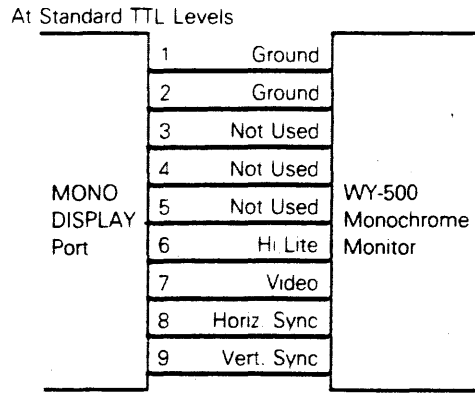 At Standard TTL Levels
1 Ground
2 Ground
3 Not Used
4 Not Used
5 Not Used
6 Hi Lite
7 Video
8 Horiz. Sync
9 Vert. Sync
MONO
DISPLAY
Port
WY-500
Monochrome
Monitor